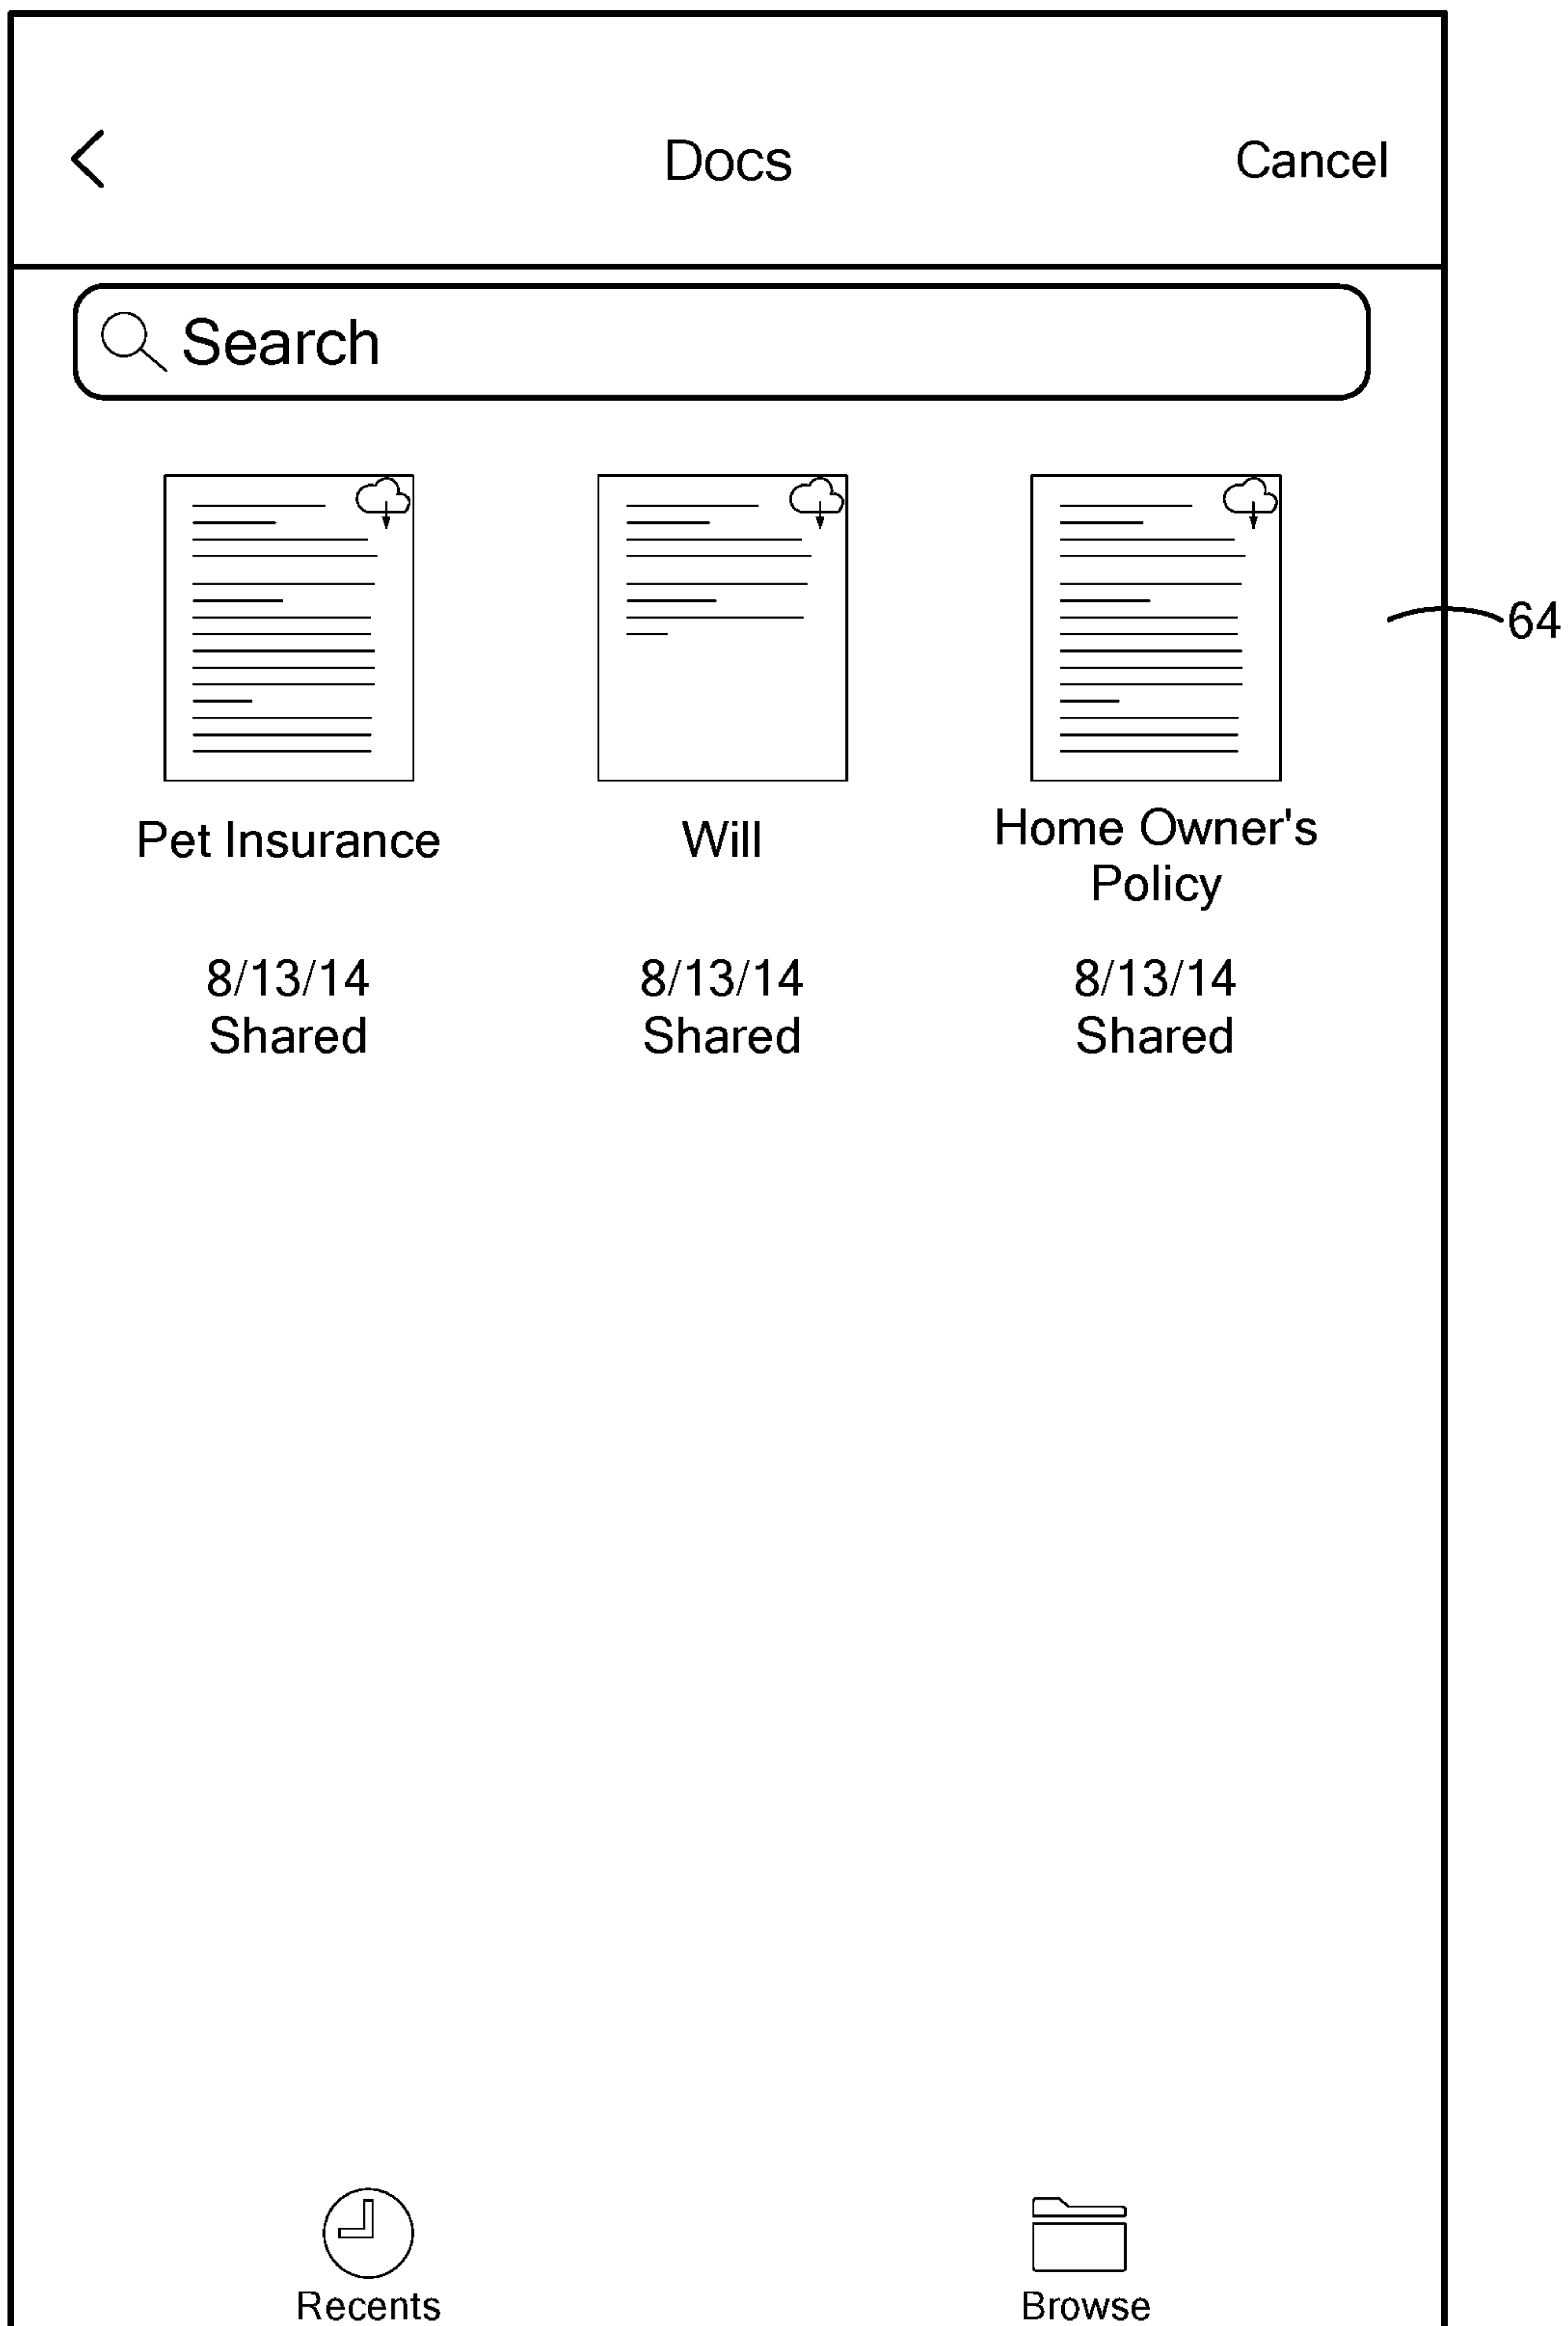 Docs
Cancel
Search
64
Pet Insurance
Will
Home Owner's
Policy
8/13/14
Shared
8/13/14
Shared
8/13/14
Shared
Recents
Browse